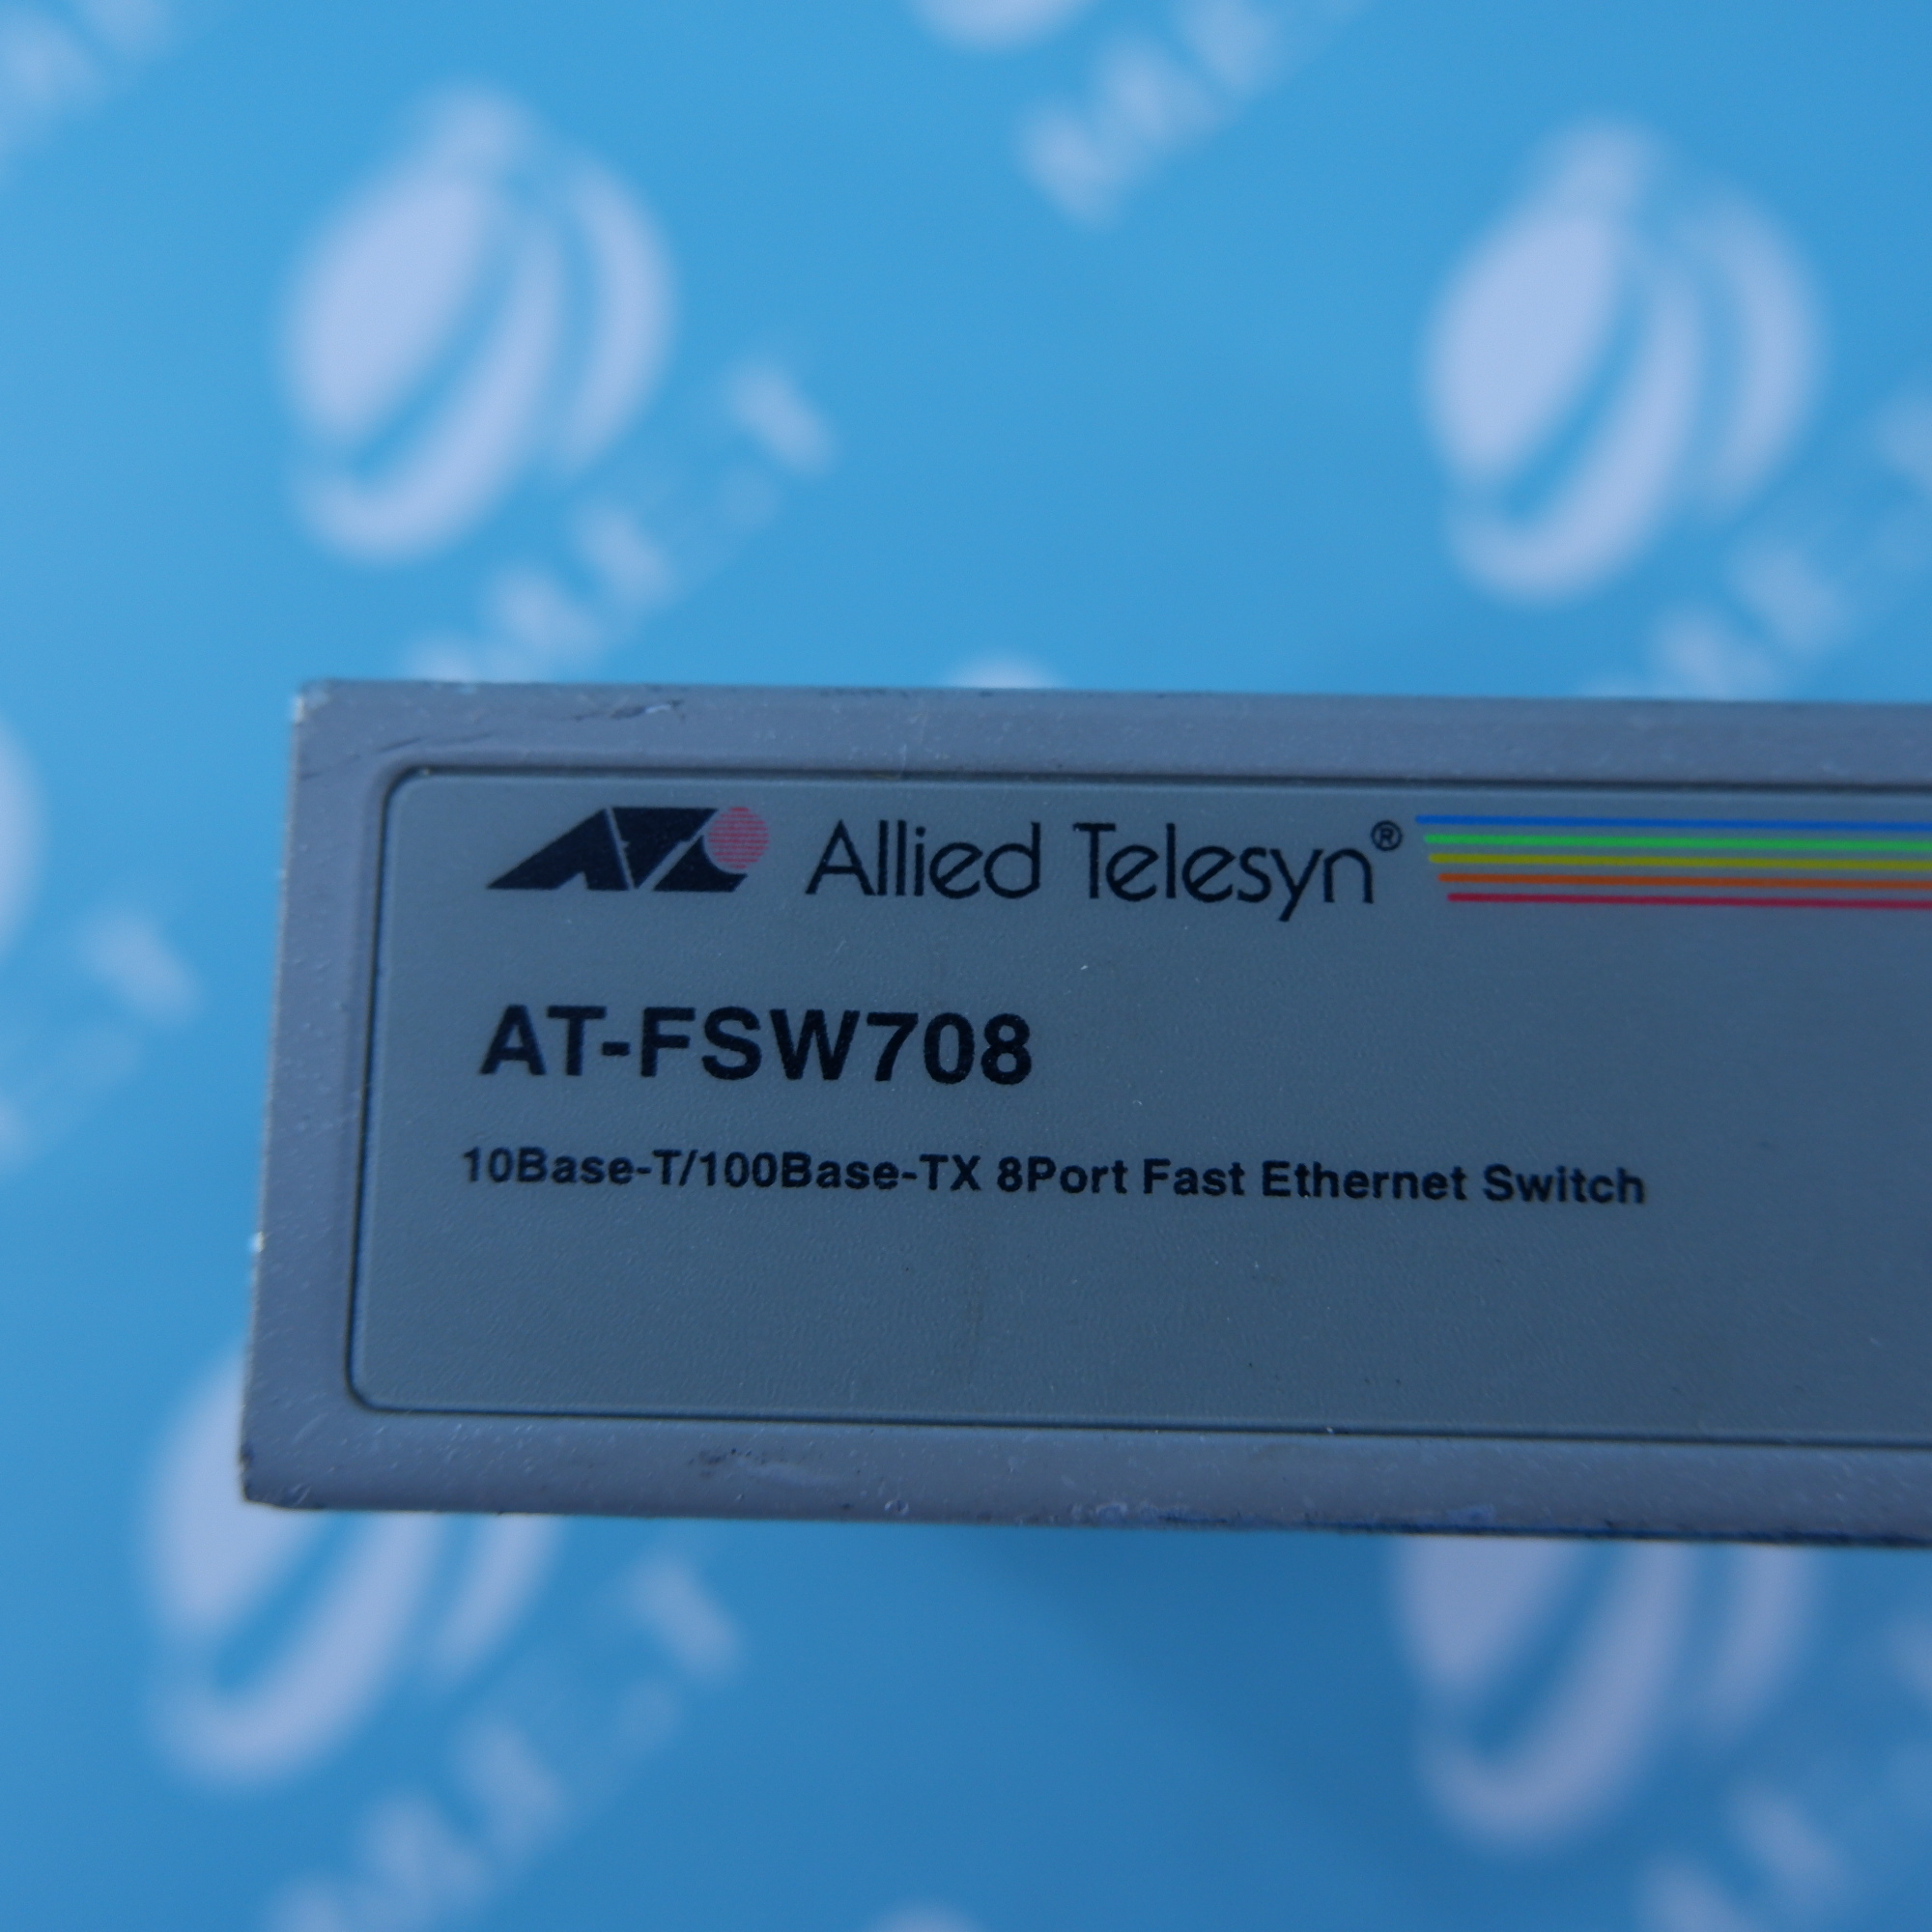 Allied Telesyn®
AT-FSW708
10Base-T/100Base-TX 8Port Fast Ethernet Switch